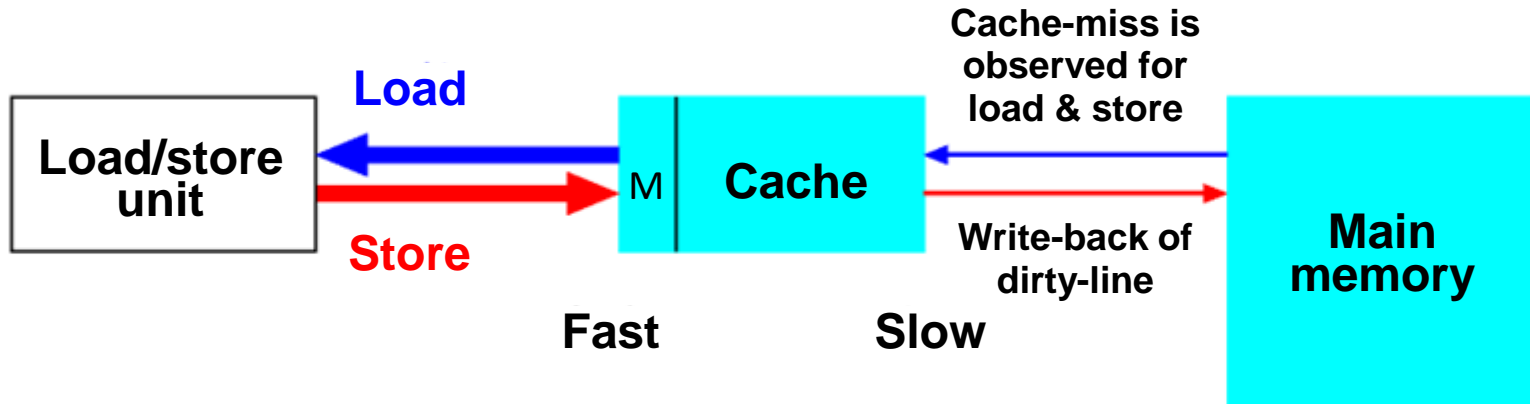 Cache-miss is
observed for
load & store
Load
Load/store
unit
M
Cache
Store
Write-back of
dirty-line
Main
memory
Fast
Slow